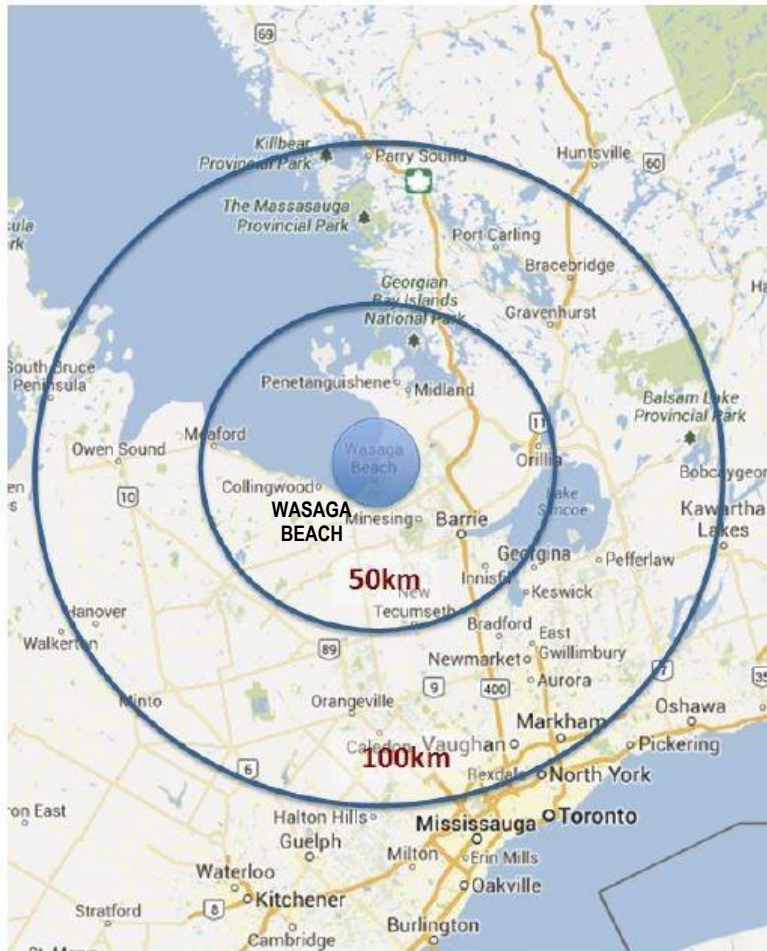 69
Killbear
Provincial Park
Parry Sound
Huntsville
60
The Massasauga
Provincial Park
Port Carling
Bracebridge
Georgian
Bay Islands
National Park
Gravenhurst
South Bruce
Peninsula
Penetanguishene
Midland
Balsam Lake
Provincial Park
Owen Sound
Meaford
11
Orillia
Wasaga
Beach
Bobcaygeon
10
Collingwood
WASAGA
BEACH
Minesing
Barrie
Lake
Simcoe
Kawartha
Lakes
Georgina
Pefferlaw
50km
Innisfil
Keswick
New
Tecumseth
Hanover
Walkerton
Bradford
East
Gwillimbury
89
Newmarket
7
9
400
Aurora
35
Minto
Orangeville
Oshawa
Markham
Caledon
Vaughan
Pickering
100km
6
Rexdale
North York
ron East
Halton Hills
Mississauga
Toronto
Guelph
Milton
Erin Mills
Waterloo
Oakville
Kitchener
8
Stratford
Burlington
Cambridge